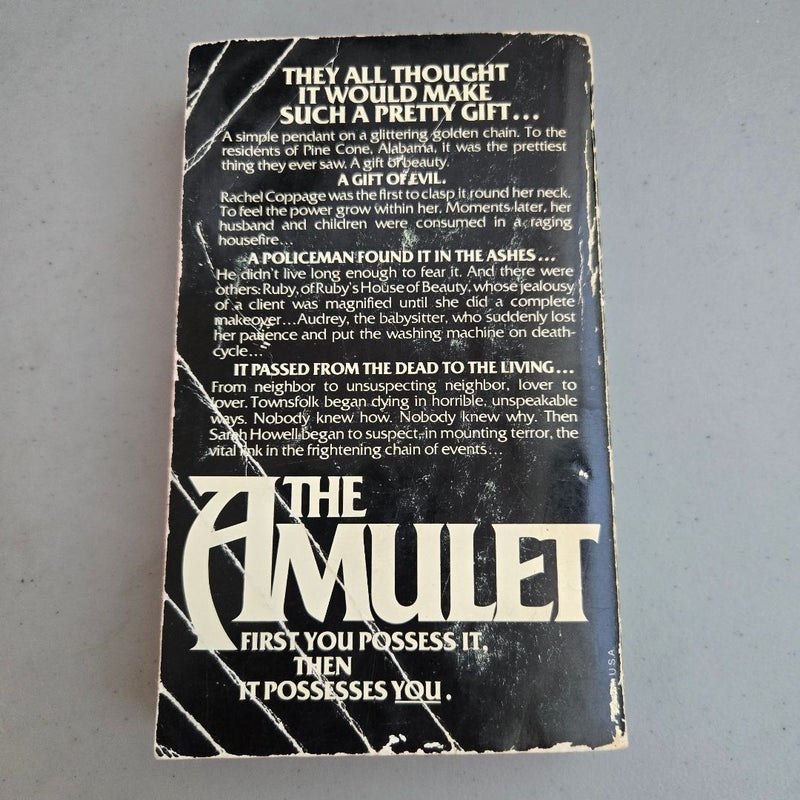 THEY ALL THOUGHT
IT WOULD MAKE
SUCH A PRETTY GIFT...
A simple pendant on a glittering golden chain. To the
residents of Pine Cone, Alabama, it was the prettiest
thing they ever saw. A gift of beauty.
A GIFT OF EVIL.
Rachel Coppage was the first to clasp it round her neck.
To feel the power grow within her. Moments later, her
husband and children were consumed in a raging
housefire...
A POLICEMAN FOUND IT IN THE ASHES...
He didn't live long enough to fear it. And there were
others: Ruby, of Ruby's House of Beauty, whose jealousy
of a client was magnified until she did a complete
makeover...Audrey, the babysitter, who suddenly lost
her patience and put the washing machine on death-
cycle...
IT PASSED FROM THE DEAD TO THE LIVING...
From neighbor to unsuspecting neighbor, lover to
lover. Townsfolk began dying in horrible, unspeakable
ways. Nobody knew how. Nobody knew why. Then
Sarah Howell began to suspect, in mounting terror, the
vital link in the frightening chain of events...
THE
AMULET
FIRST YOU POSSESS IT,
THEN
IT POSSESSES YOU.
U.S.A.